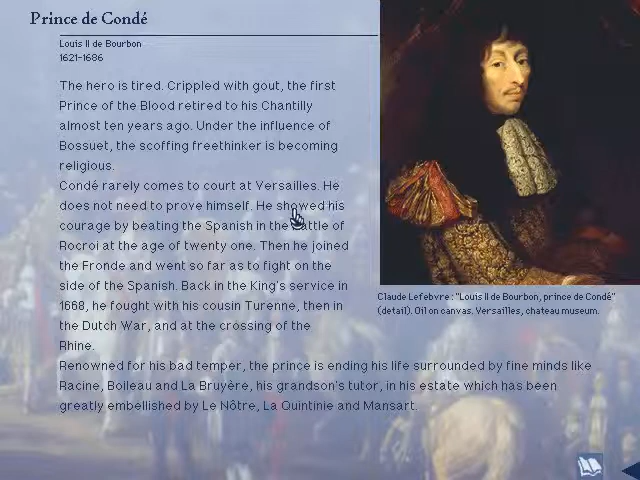 Prince de Condé
Louis II de Bourbon
1621-1686
The hero is tired. Crippled with gout, the first
Prince of the Blood retired to his Chantilly
almost ten years ago. Under the influence of
Bossuet, the scoffing freethinker is becoming
religious.
Condé rarely comes to court at Versailles. He
does not need to prove himself. He showed his
courage by beating the Spanish in the Battle of
Rocroi at the age of twenty one. Then he joined
the Fronde and went so far as to fight on the
side of the Spanish. Back in the King's service in
1668, he fought with his cousin Turenne, then in
the Dutch War, and at the crossing of the
Rhine.
Renowned for his bad temper, the prince is ending his life surrounded by fine minds like
Racine, Boileau and La Bruyère, his grandson's tutor, in his estate which has been
greatly embellished by Le Nôtre, La Quintinie and Mansart.
Claude Lefebvre: "Louis II de Bourbon, prince de Condé"
(detail). Oil on canvas. Versailles, chateau museum.